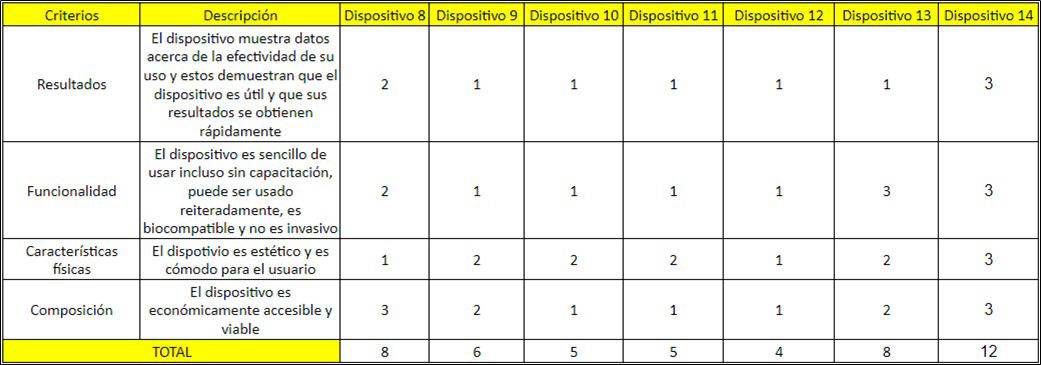 Criterios Descripción Dispositivo 8 Dispositivo 9 Dispositivo 10 Dispositivo 11 Dispositivo 12 Dispositivo 13 Dispositivo 14
El dispositivo muestra datos
acerca de la efectividad de su
uso y estos demuestran que el
Resultados dispositivo es útil y que sus 2 1 1 1 1 1 3
resultados se obtienen
rápidamente
El dispositivo es sencillo de
usar incluso sin capacitación,
Funcionalidad puede ser usado 2 1 1 1 1 3 3
reiteradamente, es
biocompatible y no es invasivo
Características El dispotivio es estético y es
físicas cómodo para el usuario 1 2 2 2 1 2 3
El dispositivo es
Composición económicamente accesible y 3 2 1 1 1 2 3
viable
TOTAL 8 6 5 5 4 8 12